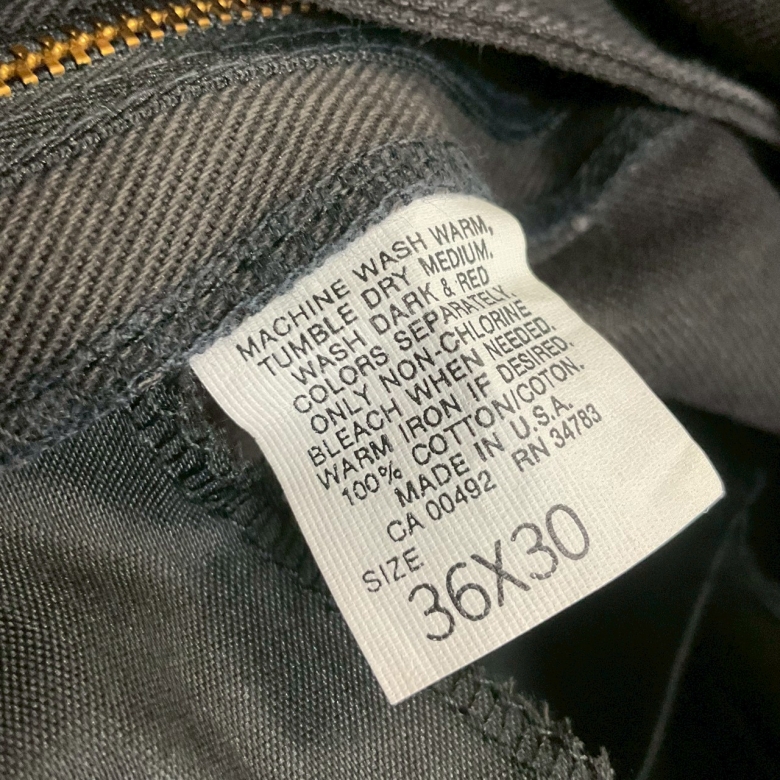 MACHINE WASH WARM,
TUMBLE DRY MEDIUM.
WASH DARK & RED
COLORS SEPARATELY.
ONLY NON-CHLORINE
BLEACH WHEN NEEDED.
WARM IRON IF DESIRED.
100% COTTON/COTON.
MADE IN U.S.A.
CA 00492 RN 34783
SIZE
36X30